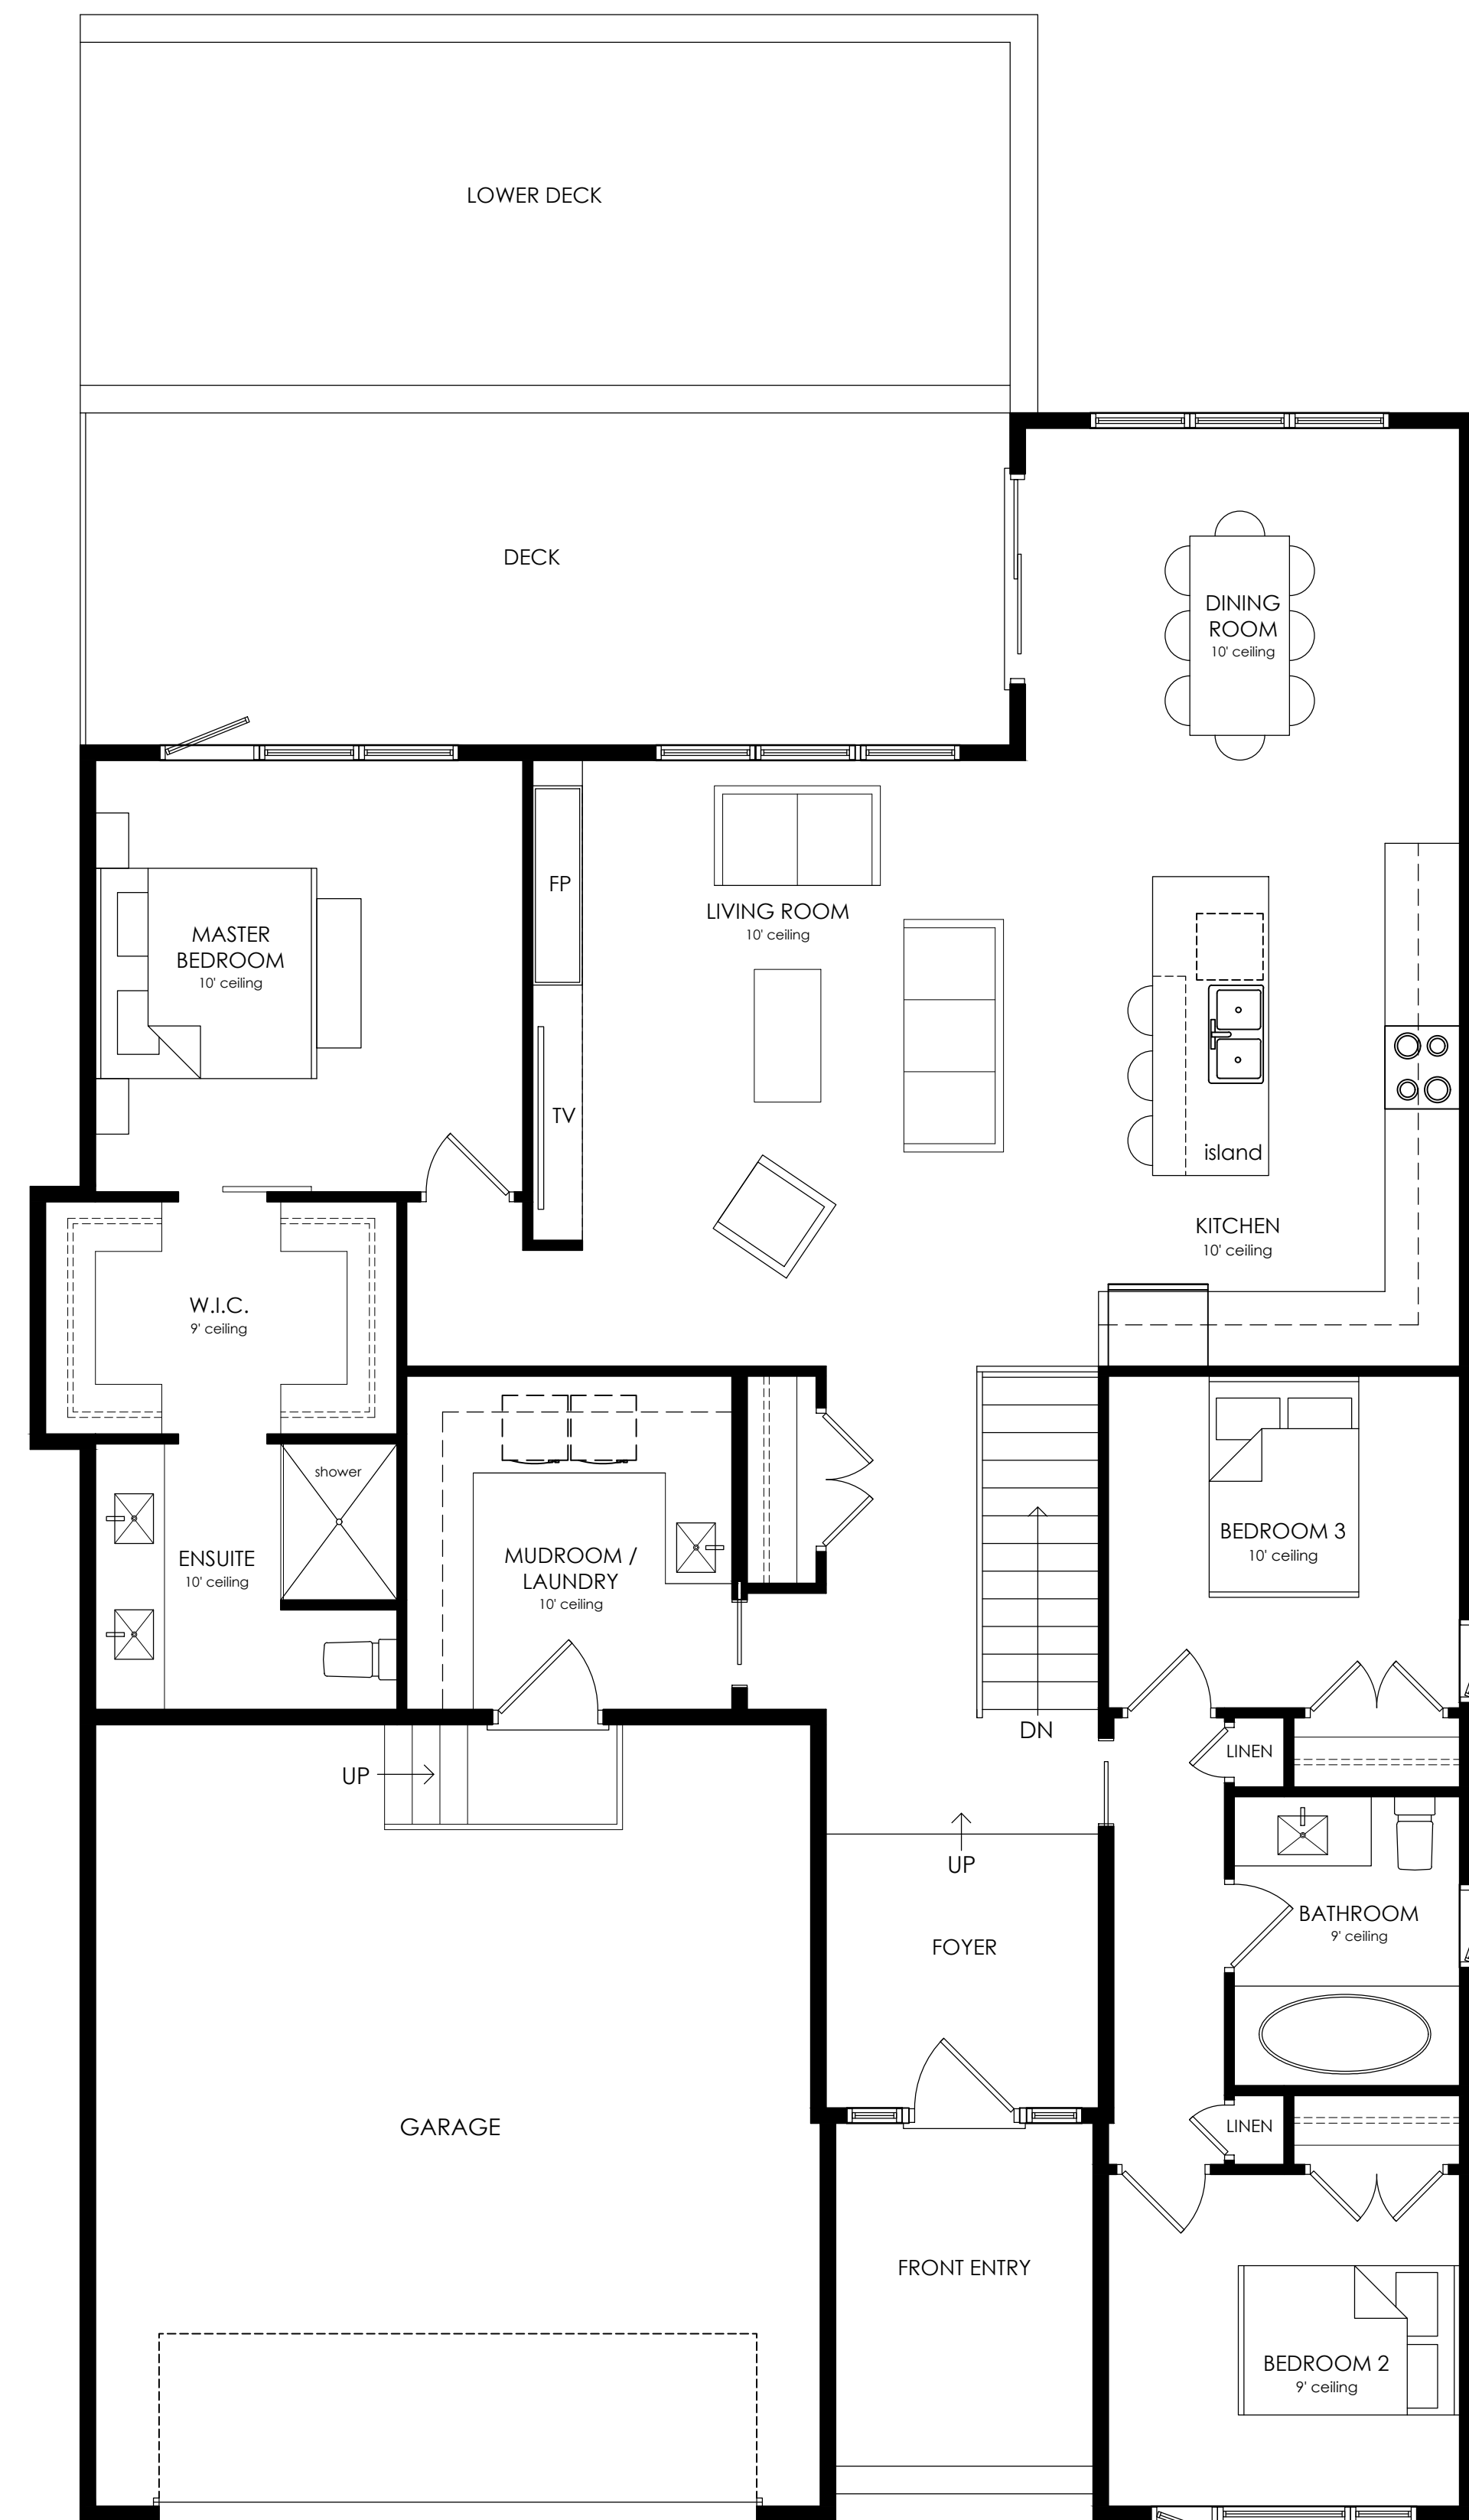 LOWER DECK
DECK
DINING
ROOM
10' ceiling
FP
LIVING ROOM
10' ceiling
MASTER
BEDROOM
10' ceiling
TV
island
KITCHEN
10' ceiling
W.I.C.
9' ceiling
shower
ENSUITE
10' ceiling
MUDROOM /
LAUNDRY
10' ceiling
BEDROOM 3
10' ceiling
DN
LINEN
UP
UP
BATHROOM
9' ceiling
FOYER
GARAGE
LINEN
FRONT ENTRY
BEDROOM 2
9' ceiling